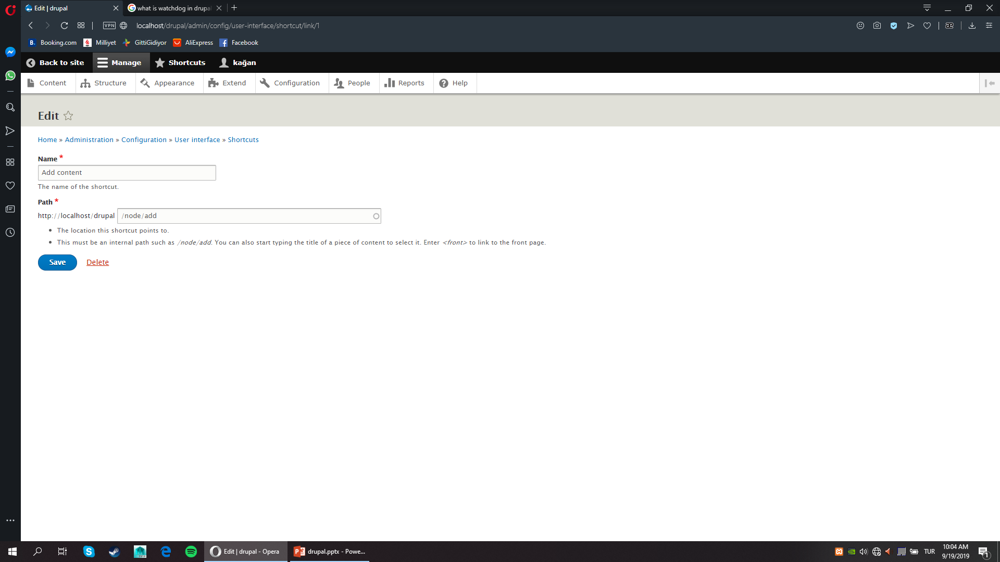 Edit | drupal
what is watchdog in drupa
VPN
localhost/drupal/admin/config/user-interface/shortcut/link/1
B. Booking.com
Milliyet
GittiGidiyor
AliExpress
Facebook
Back to site
Manage
Shortcuts
kağan
Content
Structure
Appearance
Extend
Configuration
People
Reports
Help
Edit
Home » Administration » Configuration » User interface » Shortcuts
Name *
Add content
The name of the shortcut.
Path *
http://localhost/drupal /node/add
The location this shortcut points to.
This must be an internal path such as /node/add. You can also start typing the title of a piece of content to select it. Enter <front> to link to the front page.
Save
Delete
Edit | drupal - Opera
drupal.pptx - Powe...
TUR
10:04 AM
9/19/2019
1